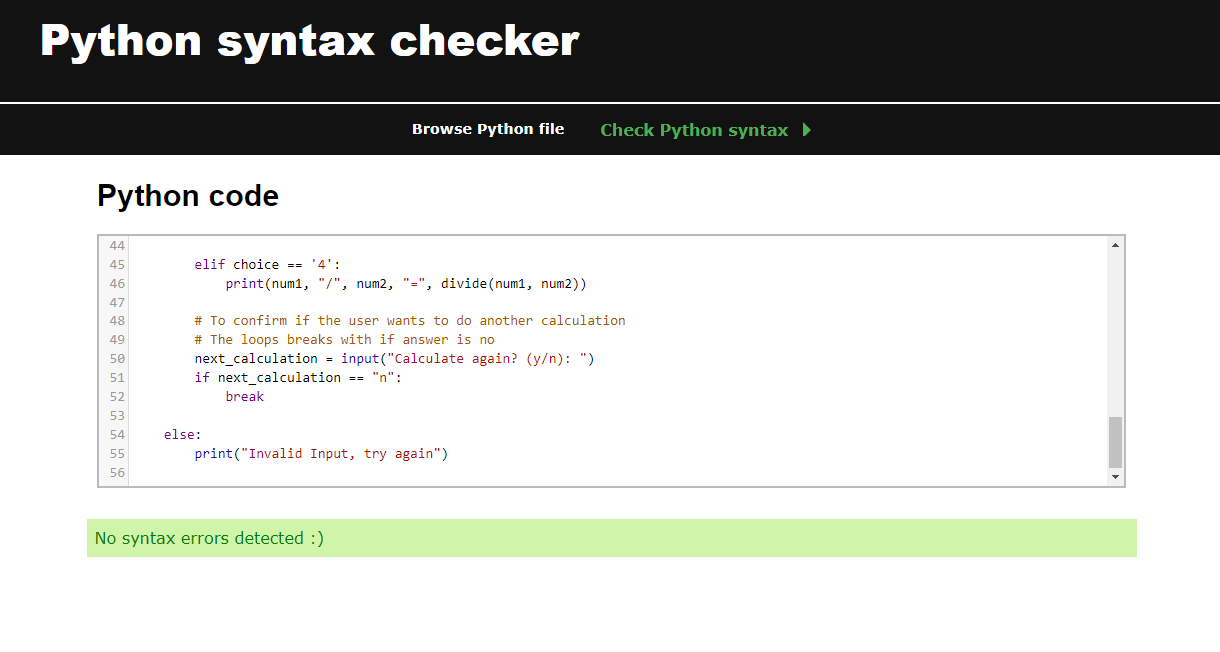 Python syntax checker
Browse Python file
Check Python syntax
Python code
44
45 elif choice == '4':
46 print(num1, "/", num2, "=", divide(num1, num2))
47
48 # To confirm if the user wants to do another calculation
49 # The loops breaks with if answer is no
50 next_calculation = input("Calculate again? (y/n): ")
51 if next_calculation == "n":
52 break
53
54 else:
55 print("Invalid Input, try again")
56
No syntax errors detected :)